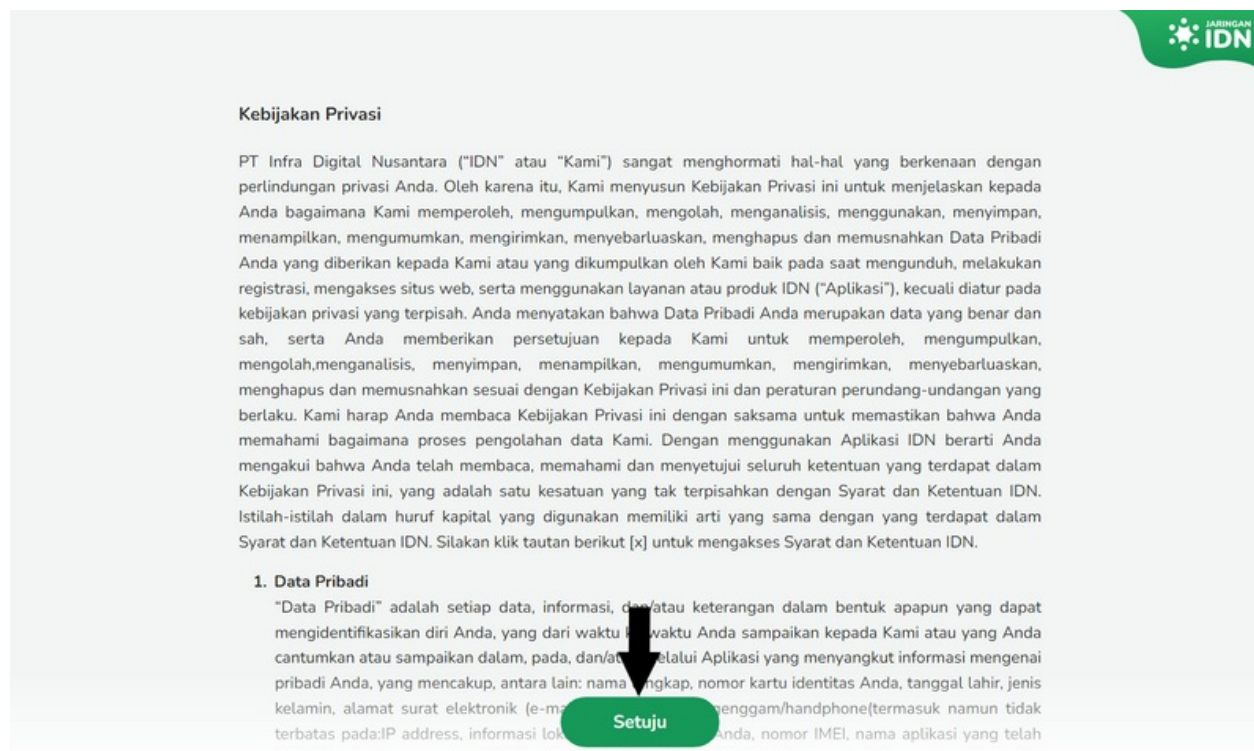 JARINGAN
IDN
Kebijakan Privasi
PT Infra Digital Nusantara (“IDN” atau “Kami”) sangat menghormati hal-hal yang berkenaan dengan
perlindungan privasi Anda. Oleh karena itu, Kami menyusun Kebijakan Privasi ini untuk menjelaskan kepada
Anda bagaimana Kami memperoleh, mengumpulkan, mengolah, menganalisis, menggunakan, menyimpan,
menampilkan, mengumumkan, mengirimkan, menyebarluaskan, menghapus dan memusnahkan Data Pribadi
Anda yang diberikan kepada Kami atau yang dikumpulkan oleh Kami baik pada saat mengunduh, melakukan
registrasi, mengakses situs web, serta menggunakan layanan atau produk IDN (“Aplikasi”), kecuali diatur pada
kebijakan privasi yang terpisah. Anda menyatakan bahwa Data Pribadi Anda merupakan data yang benar dan
sah, serta Anda memberikan persetujuan kepada Kami untuk memperoleh, mengumpulkan,
mengolah,menganalisis, menyimpan, menampilkan, mengumumkan, mengirimkan, menyebarluaskan,
menghapus dan memusnahkan sesuai dengan Kebijakan Privasi ini dan peraturan perundang-undangan yang
berlaku. Kami harap Anda membaca Kebijakan Privasi ini dengan saksama untuk memastikan bahwa Anda
memahami bagaimana proses pengolahan data Kami. Dengan menggunakan Aplikasi IDN berarti Anda
mengakui bahwa Anda telah membaca, memahami dan menyetujui seluruh ketentuan yang terdapat dalam
Kebijakan Privasi ini, yang adalah satu kesatuan yang tak terpisahkan dengan Syarat dan Ketentuan IDN.
Istilah-istilah dalam huruf kapital yang digunakan memiliki arti yang sama dengan yang terdapat dalam
Syarat dan Ketentuan IDN. Silakan klik tautan berikut [x] untuk mengakses Syarat dan Ketentuan IDN.
1. Data Pribadi
“Data Pribadi” adalah setiap data, informasi, dan/atau keterangan dalam bentuk apapun yang dapat
mengidentifikasikan diri Anda, yang dari waktu waktu Anda sampaikan kepada Kami atau yang Anda
cantumkan atau sampaikan dalam, pada, Aplikasi yang menyangkut informasi mengenai
pribadi Anda, yang mencakup, antara lain: nama nomor kartu identitas Anda, tanggal lahir, jenis
kelamin, alamat surat elektronik (termasuk namun tidak
terbatas pada:IP address, informasi Anda, nomor IMEI, nama aplikasi yang telah
Setuju